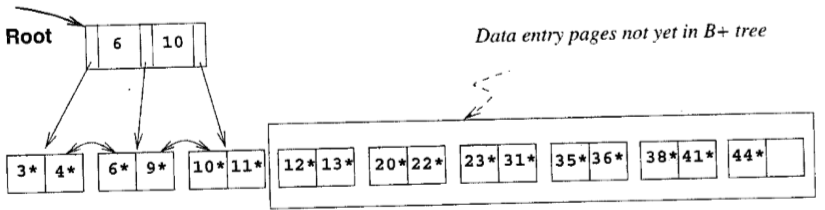 Root
6 10
Data entry pages not yet in B+ tree
3* 4* 6* 9* 10* 11* 12* 13* 20* 22* 23* 31* 35* 36* 38* 41* 44*